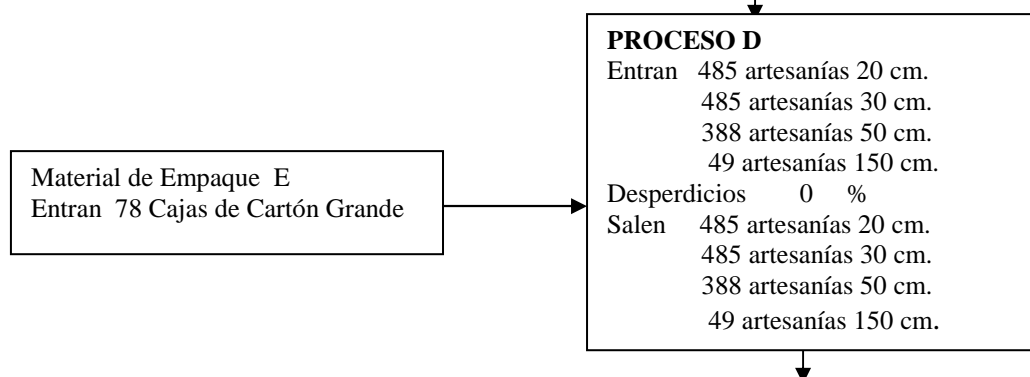 Material de Empaque E
Entran 78 Cajas de Cartón Grande
PROCESO D
Entran 485 artesanías 20 cm.
485 artesanías 30 cm.
388 artesanías 50 cm.
49 artesanías 150 cm.
Desperdicios 0 %
Salen 485 artesanías 20 cm.
485 artesanías 30 cm.
388 artesanías 50 cm.
49 artesanías 150 cm.